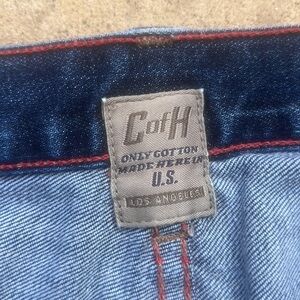 CofH
ONLY COTTON
MADE HERE IN
U.S.
LOS ANGELES